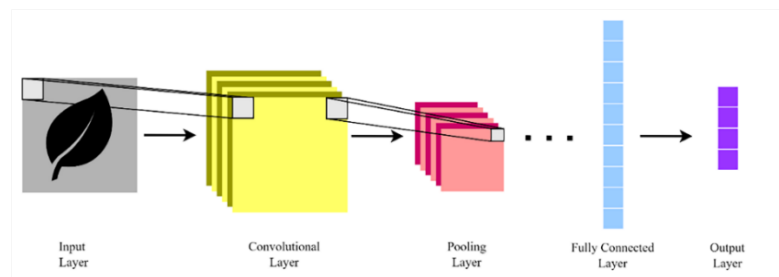 Input Layer
Convolutional Layer
Pooling Layer
Fully Connected Layer
Output Layer